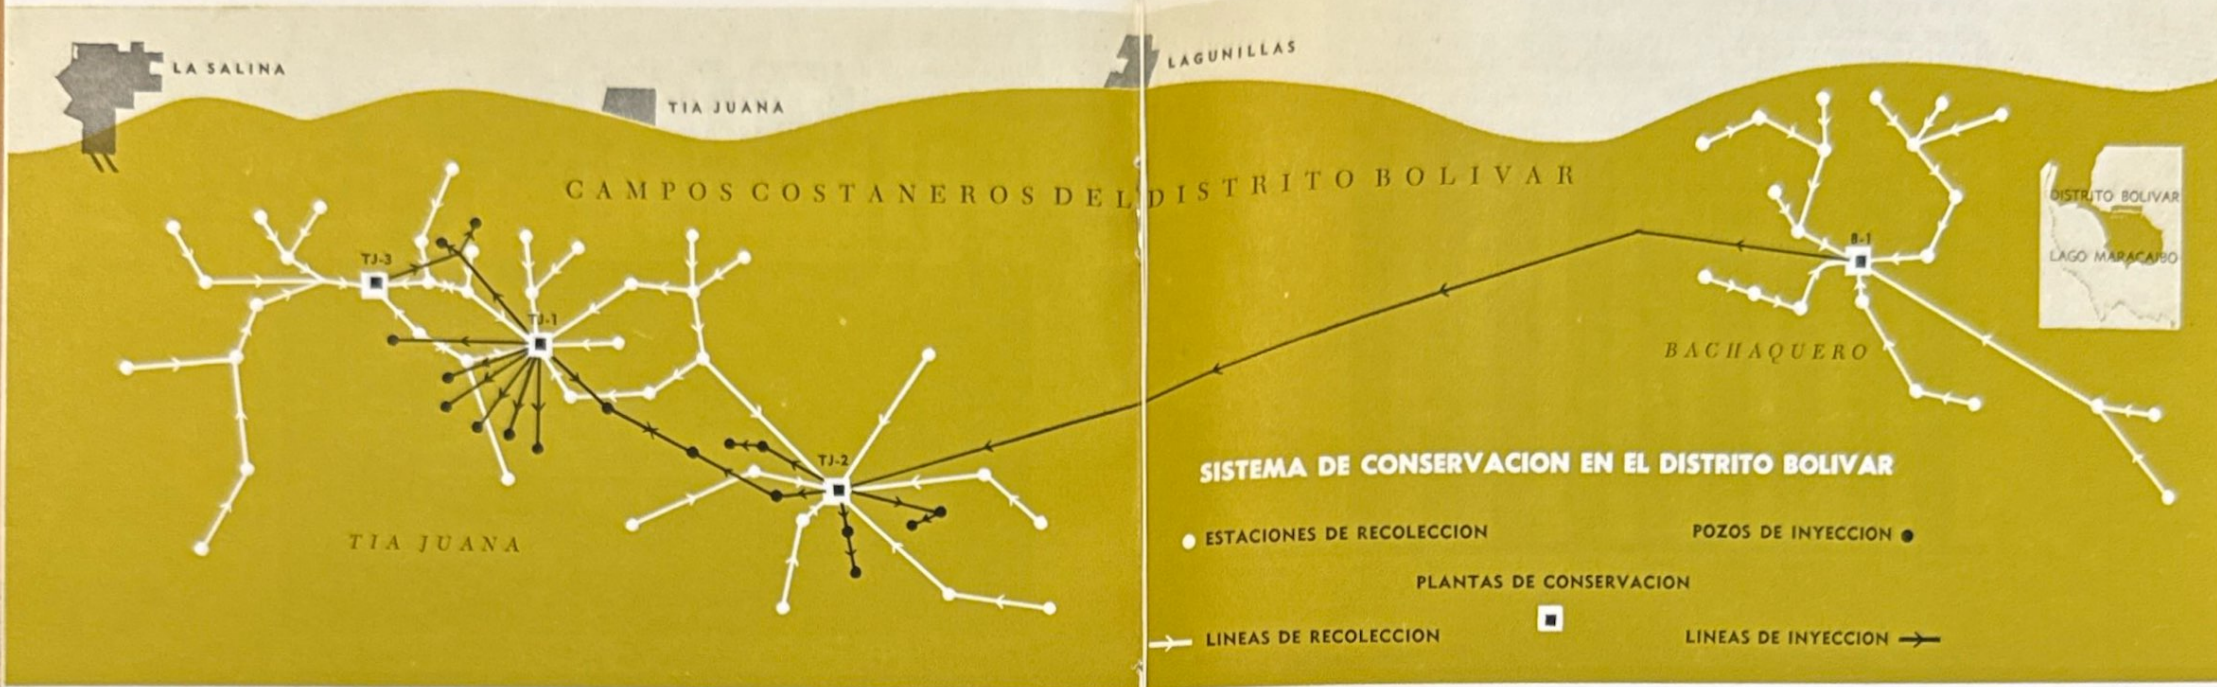 LA SALINA
TIA JUANA
LAGUNILLAS
CAMPOS COSTANEROS DEL DISTRITO BOLIVAR
DISTRITO BOLIVAR
LAGO MARACAIBO
TJ-3
TJ-1
B-1
BACHAQUERO
TJ-2
TIA JUANA
SISTEMA DE CONSERVACION EN EL DISTRITO BOLIVAR
ESTACIONES DE RECOLECCION
POZOS DE INYECCION
PLANTAS DE CONSERVACION
LINEAS DE RECOLECCION
LINEAS DE INYECCION